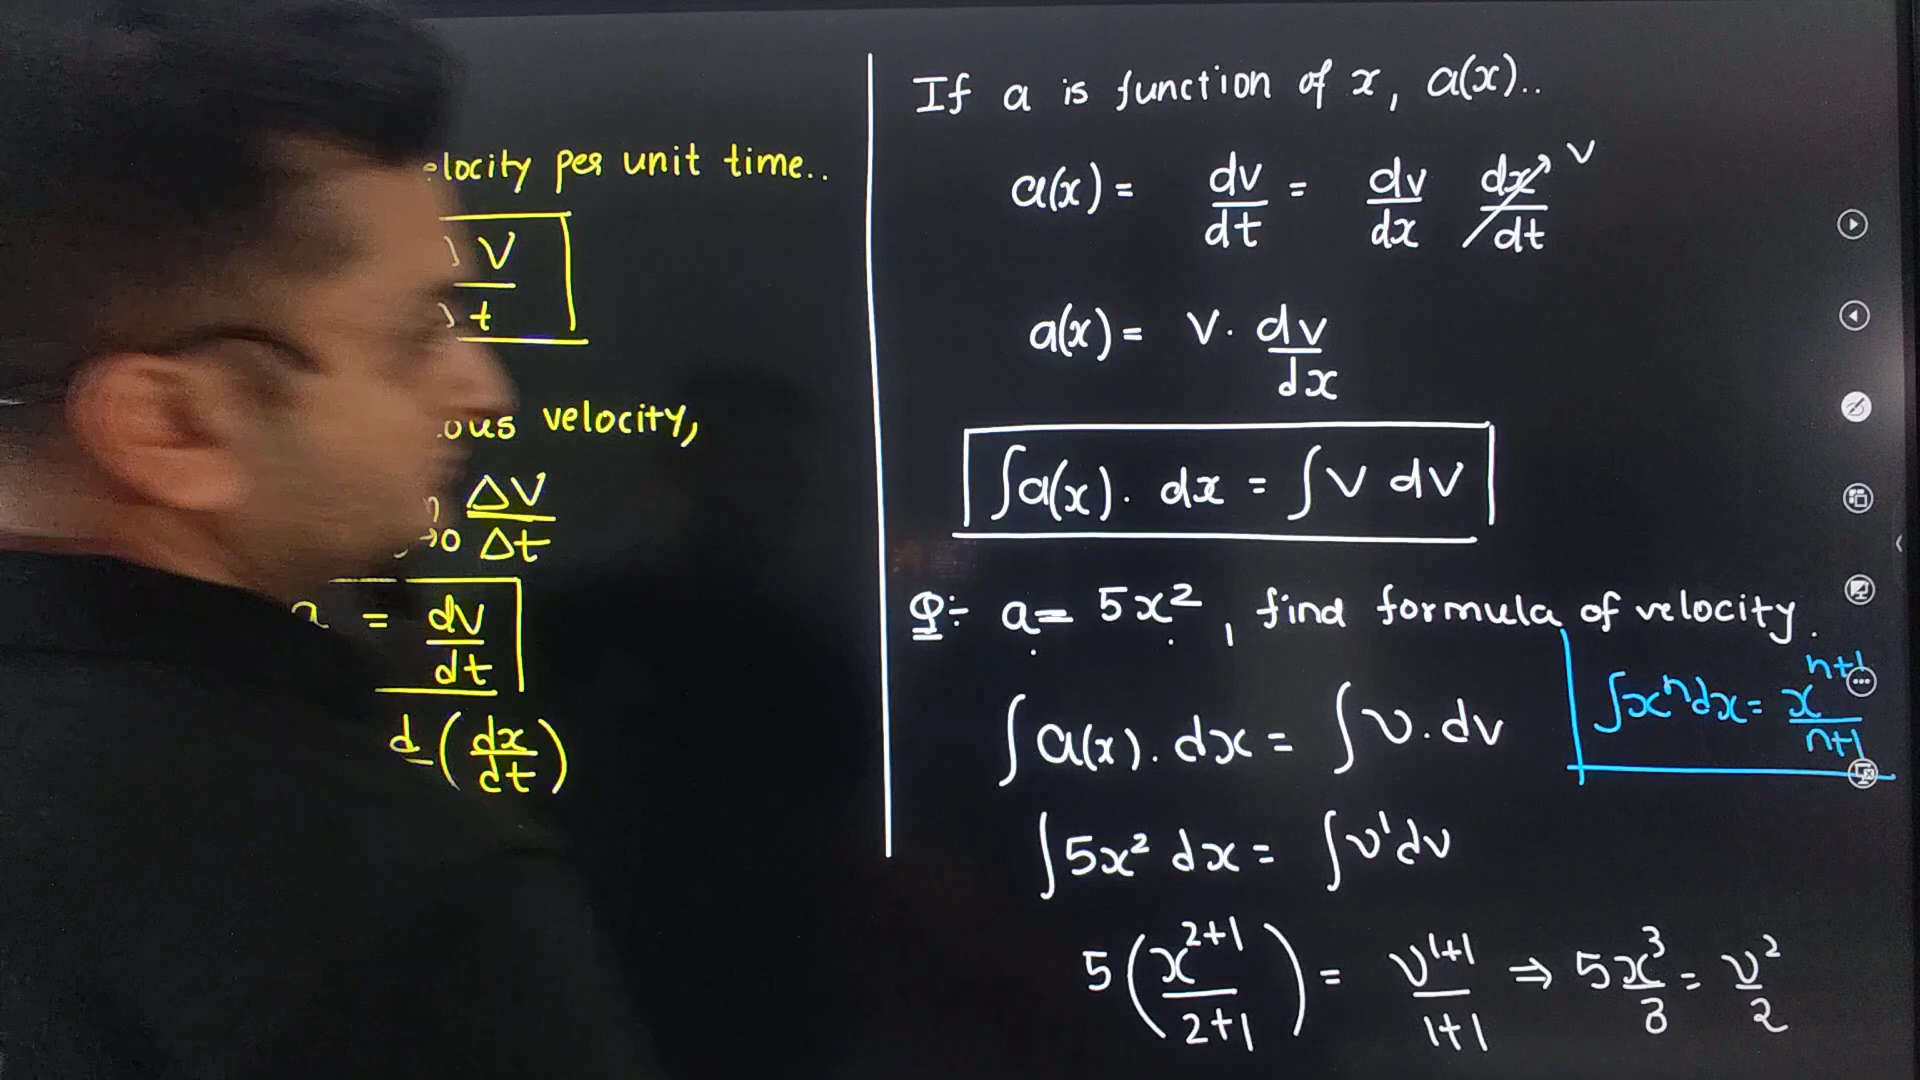 locity per unit time..
V
t
ous velocity,
→0 ΔV/Δt
a = dv/dt
d (dx/dt)
If a is function of x, a(x)..
a(x) = dv/dt = dv/dx dx/dt → v
a(x) = v. dv/dx
∫a(x). dx = ∫v dv
Q:- a = 5x², find formula of velocity.
∫a(x). dx = ∫v. dv
∫xⁿdx = xⁿ⁺¹/n+1
∫5x² dx = ∫v¹dv
5(x²⁺¹/2+1) = v¹⁺¹/1+1 ⇒ 5x³/3 = v²/2